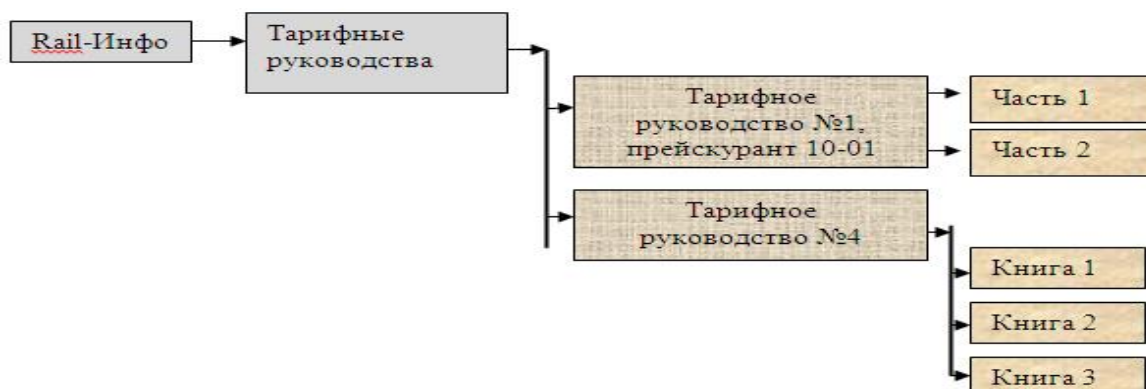 Rail-Инфо
Тарифные
руководства
Тарифное
руководство №1,
прейскурант 10-01
Часть 1
Часть 2
Тарифное
руководство №4
Книга 1
Книга 2
Книга 3